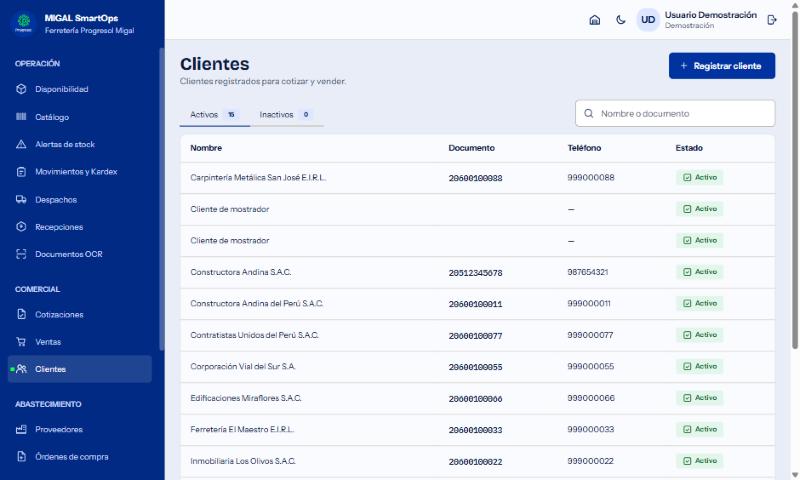 MIGAL SmartOps
Ferretería Progresol Migal
OPERACIÓN
Disponibilidad
Catálogo
Alertas de stock
Movimientos y Kardex
Despachos
Recepciones
Documentos OCR
COMERCIAL
Cotizaciones
Ventas
Clientes
ABASTECIMIENTO
Proveedores
Órdenes de compra
UD Usuario Demostración
Demostración
Clientes
Clientes registrados para cotizar y vender.
+ Registrar cliente
Activos 15 Inactivos 0
Nombre o documento
Nombre Documento Teléfono Estado
Carpintería Metálica San José E.I.R.L. 20600100088 999000088 Activo
Cliente de mostrador — Activo
Cliente de mostrador — Activo
Constructora Andina S.A.C. 20512345678 987654321 Activo
Constructora Andina del Perú S.A.C. 20600100011 999000011 Activo
Contratistas Unidos del Perú S.A.C. 20600100077 999000077 Activo
Corporación Vial del Sur S.A. 20600100055 999000055 Activo
Edificaciones Miraflores S.A.C. 20600100066 999000066 Activo
Ferretería El Maestro E.I.R.L. 20600100033 999000033 Activo
Inmobiliaria Los Olivos S.A.C. 20600100022 999000022 Activo